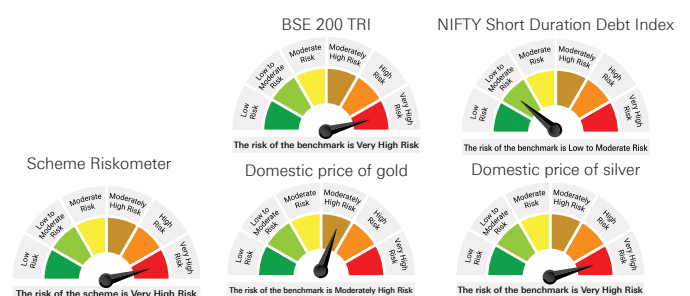 BSE 200 TRI
Low Risk
Low to Moderate Risk
Moderate Risk
Moderately High Risk
High Risk
Very High Risk
The risk of the benchmark is Very High Risk
NIFTY Short Duration Debt Index
Low Risk
Low to Moderate Risk
Moderate Risk
Moderately High Risk
High Risk
Very High Risk
The risk of the benchmark is Low to Moderate Risk
Scheme Riskometer
Low Risk
Low to Moderate Risk
Moderate Risk
Moderately High Risk
High Risk
Very High Risk
The risk of the scheme is Very High Risk
Domestic price of gold
Low Risk
Low to Moderate Risk
Moderate Risk
Moderately High Risk
High Risk
Very High Risk
The risk of the benchmark is Moderately High Risk
Domestic price of silver
Low Risk
Low to Moderate Risk
Moderate Risk
Moderately High Risk
High Risk
Very High Risk
The risk of the benchmark is Very High Risk